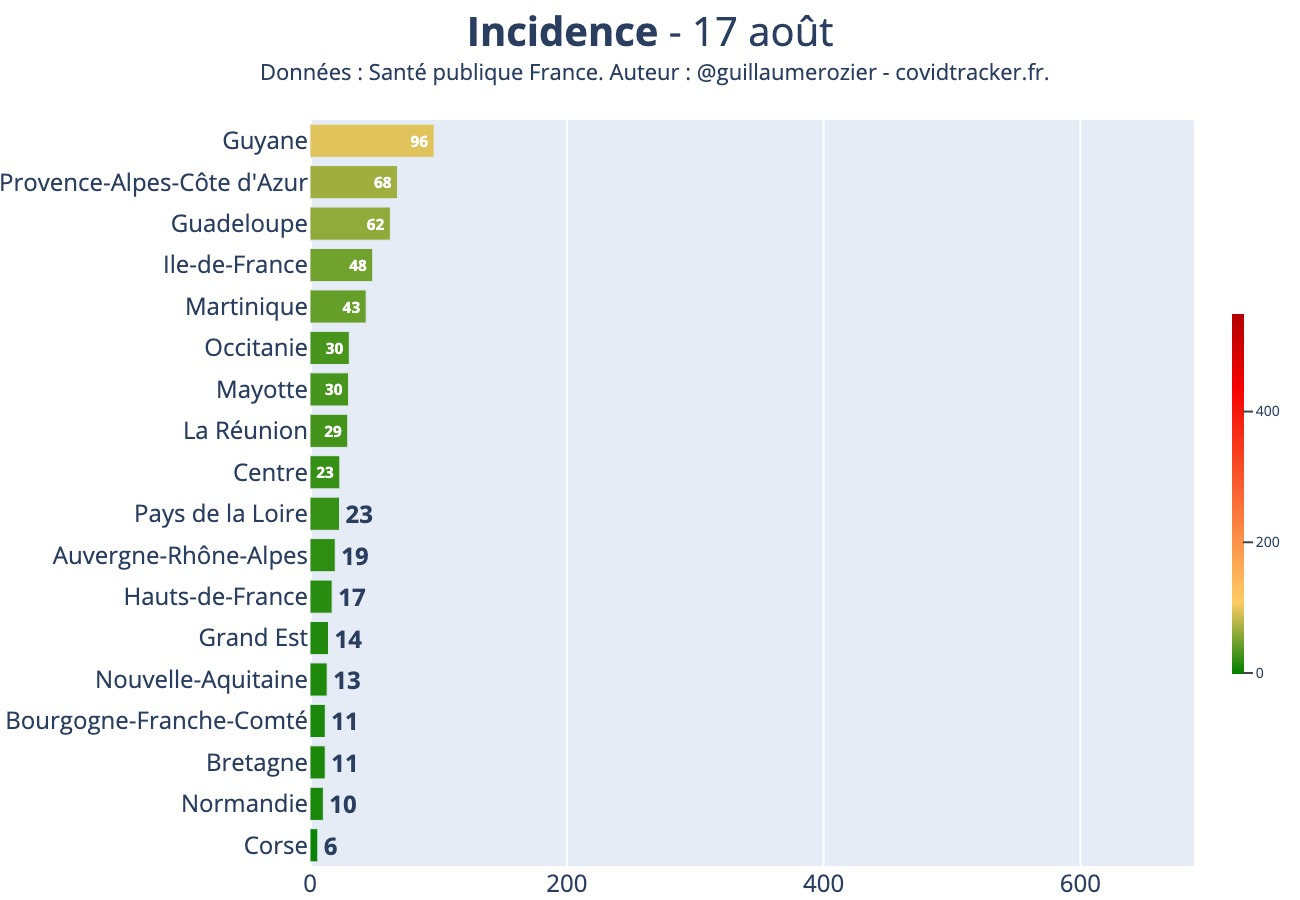 Incidence - 17 août
Données : Santé publique France. Auteur : @guillaumerozier - covidtracker.fr.
Guyane 96
Provence-Alpes-Côte d'Azur 68
Guadeloupe 62
Ile-de-France 48
Martinique 43
Occitanie 30
Mayotte 30
La Réunion 29
Centre 23
Pays de la Loire 23
Auvergne-Rhône-Alpes 19
Hauts-de-France 17
Grand Est 14
Nouvelle-Aquitaine 13
Bourgogne-Franche-Comté 11
Bretagne 11
Normandie 10
Corse 6
0 200 400 600
400
200
0